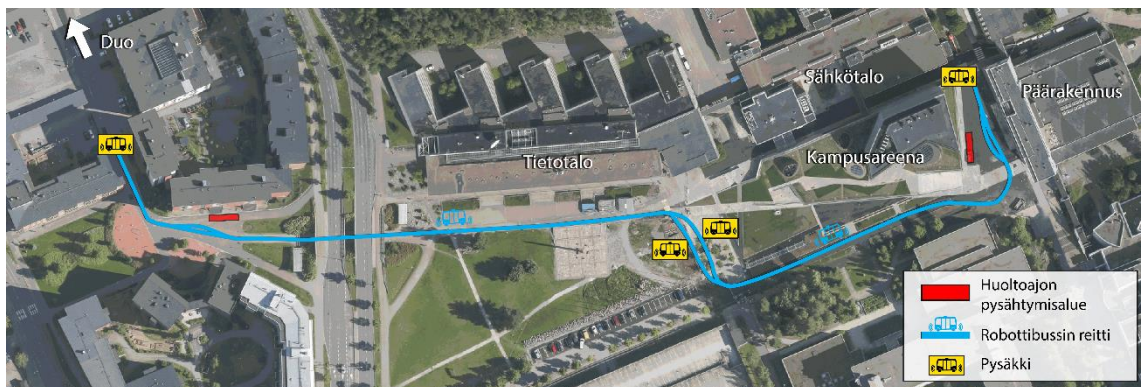 Duo
Sähkötalo
Päärakennus
Tietotalo
Kampusareena
Huoltoajon
pysähtymisalue
Robottibussin reitti
Pysäkki